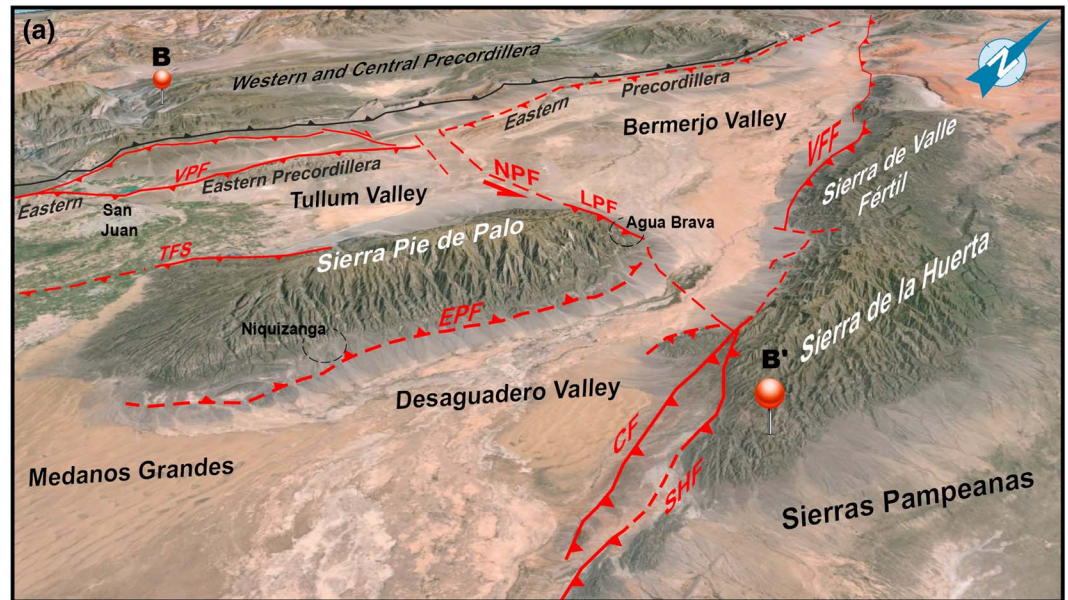 (a)
B
Western and Central Precordillera
N
Eastern
Precordillera
Bermerjo Valley
VPF
Eastern Precordillera
Eastern
San
Juan
Tullum Valley
NPF
LPF
Agua Brava
VFF
Sierra de Valle
Fértil
TFS
Sierra Pie de Palo
Sierra de la Huerta
EPF
Niquizanga
B'
Desaguadero Valley
CF
SHF
Medanos Grandes
Sierras Pampeanas